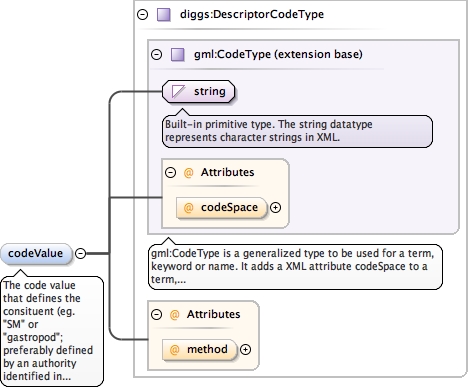 diggs:DescriptorCodeType
gml:CodeType (extension base)
string
Built-in primitive type. The string datatype
represents character strings in XML.
@ Attributes
@ codeSpace
gml:CodeType is a generalized type to be used for a term,
keyword or name. It adds a XML attribute codeSpace to a
term,...
codeValue
The code value
that defines the
consituent (eg.
"SM" or
"gastropod";
preferably defined
by an authority
identified in...
@ Attributes
@ method